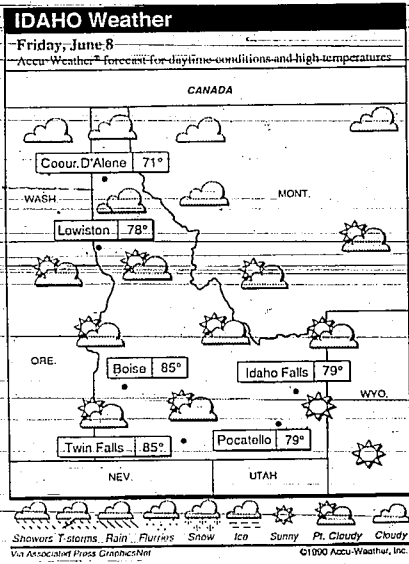 IDAHO Weather
Friday, June 8
Accu-Weather® forecast for daytime conditions and high temperatures
CANADA
Coeur D'Alene 71°
WASH.
MONT.
Lewiston 78°
ORE.
Boise 85°
Idaho Falls 79°
WYO.
Twin Falls 85°
Pocatello 79°
NEV.
UTAH
Showers T-storms Rain Flurries Snow Ice Sunny Pt. Cloudy Cloudy
Via Associated Press GraphicsNet
©1990 Accu-Weather, Inc.